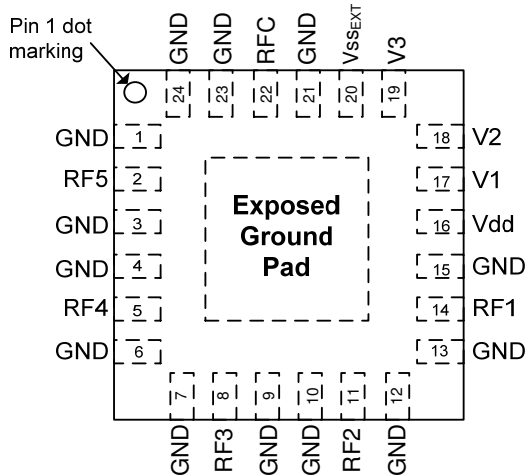 Pin 1 dot
marking
GND
GND
RFC
GND
VssEXT
V3
24
23
22
21
20
19
GND 1
RF5 2
GND 3
GND 4
RF4 5
GND 6
Exposed
Ground
Pad
18 V2
17 V1
16 Vdd
15 GND
14 RF1
13 GND
7
8
9
10
11
12
GND
RF3
GND
GND
RF2
GND